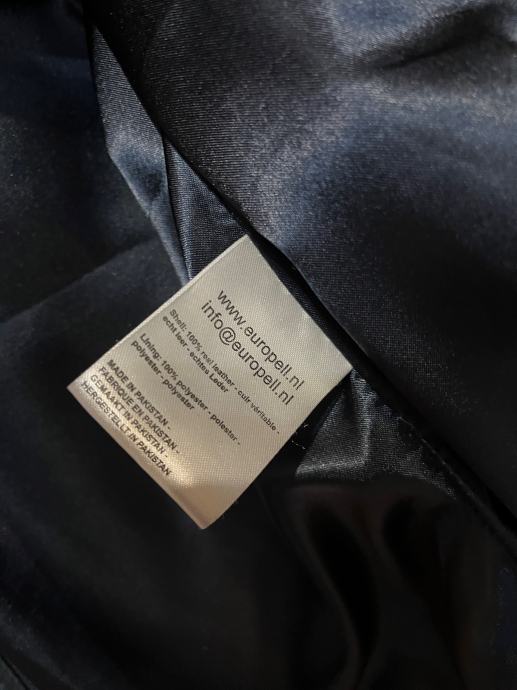 www.europell.nl
info@europell.nl
Shell: 100% real leather - cuir véritable -
echt leer - echtes Leder
Lining: 100% polyester - polester -
polyester - polyester
MADE IN PAKISTAN -
FABRIQUE EN PAKISTAN -
GEMAAKT IN PAKISTAN -
HERGESTELLT IN PAKISTAN